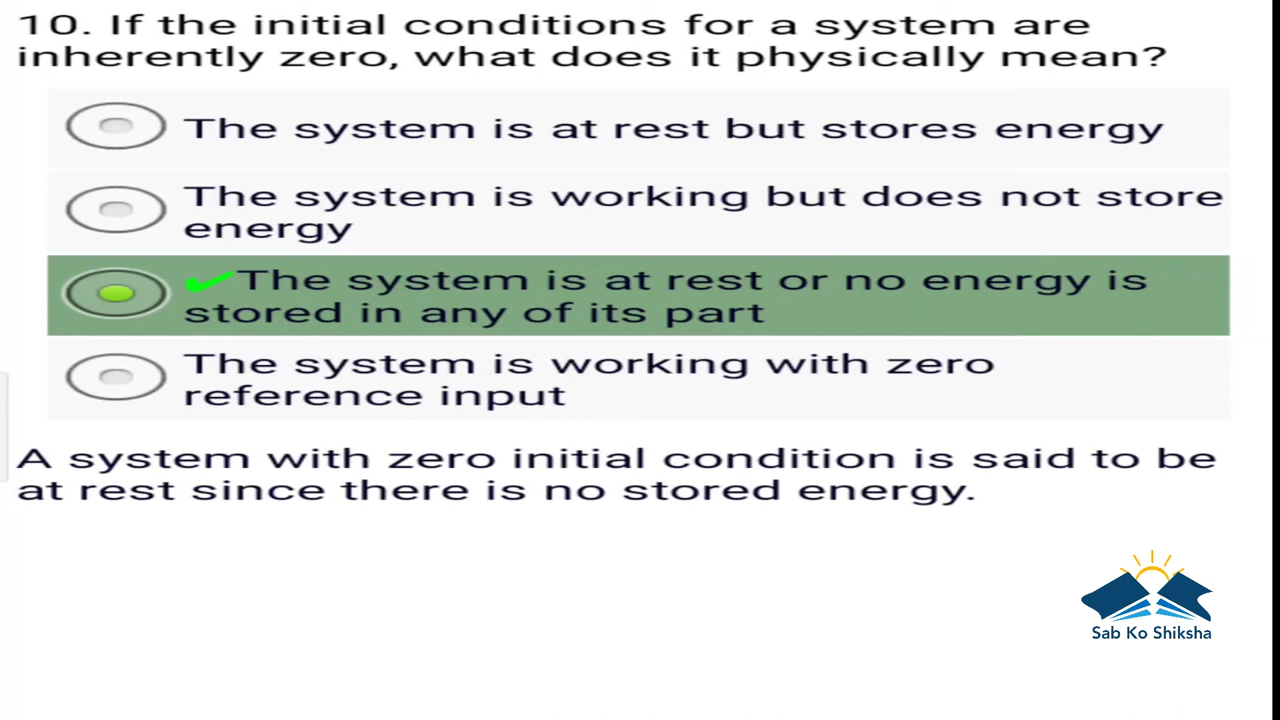 10. If the initial conditions for a system are
inherently zero, what does it physically mean?
The system is at rest but stores energy
The system is working but does not store
energy
✔The system is at rest or no energy is
stored in any of its part
The system is working with zero
reference input
A system with zero initial condition is said to be
at rest since there is no stored energy.
Sab Ko Shiksha